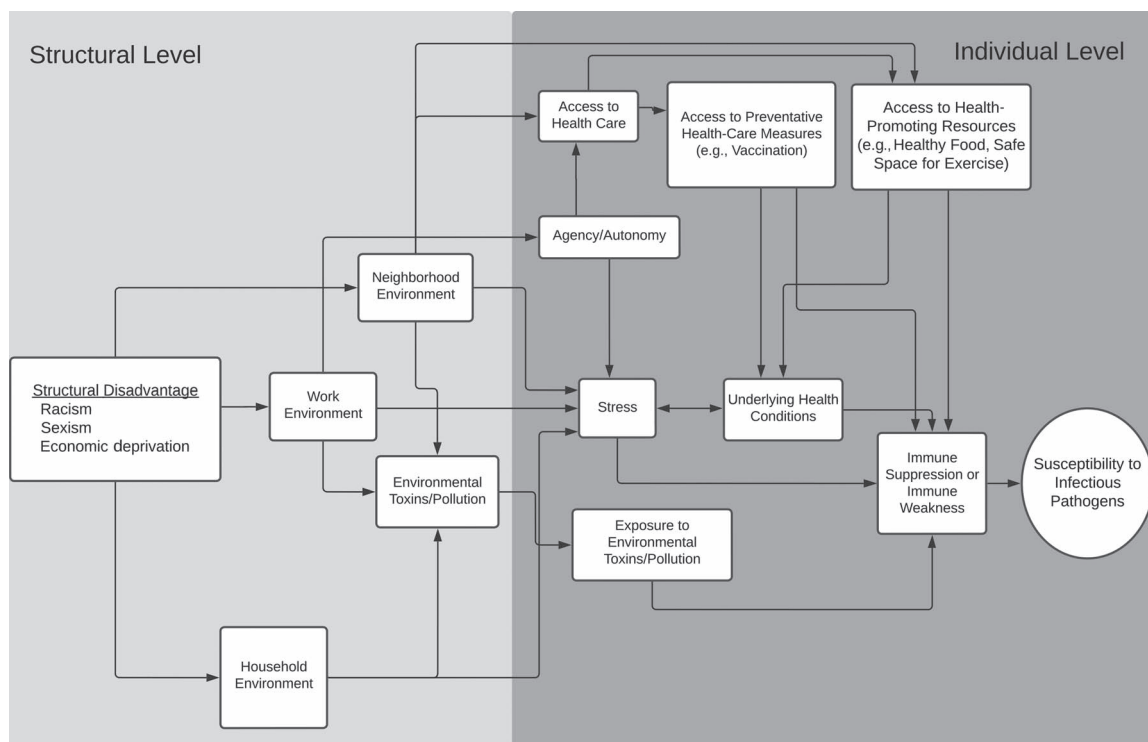 Structural Level
Individual Level
Access to
Health Care
Access to Preventative
Health-Care Measures
(e.g., Vaccination)
Access to Health-
Promoting Resources
(e.g., Healthy Food, Safe
Space for Exercise)
Agency/Autonomy
Neighborhood
Environment
Structural Disadvantage
Racism
Sexism
Economic deprivation
Work
Environment
Stress
Underlying Health
Conditions
Environmental
Toxins/Pollution
Immune
Suppression or
Immune
Weakness
Susceptibility to
Infectious
Pathogens
Exposure to
Environmental
Toxins/Pollution
Household
Environment